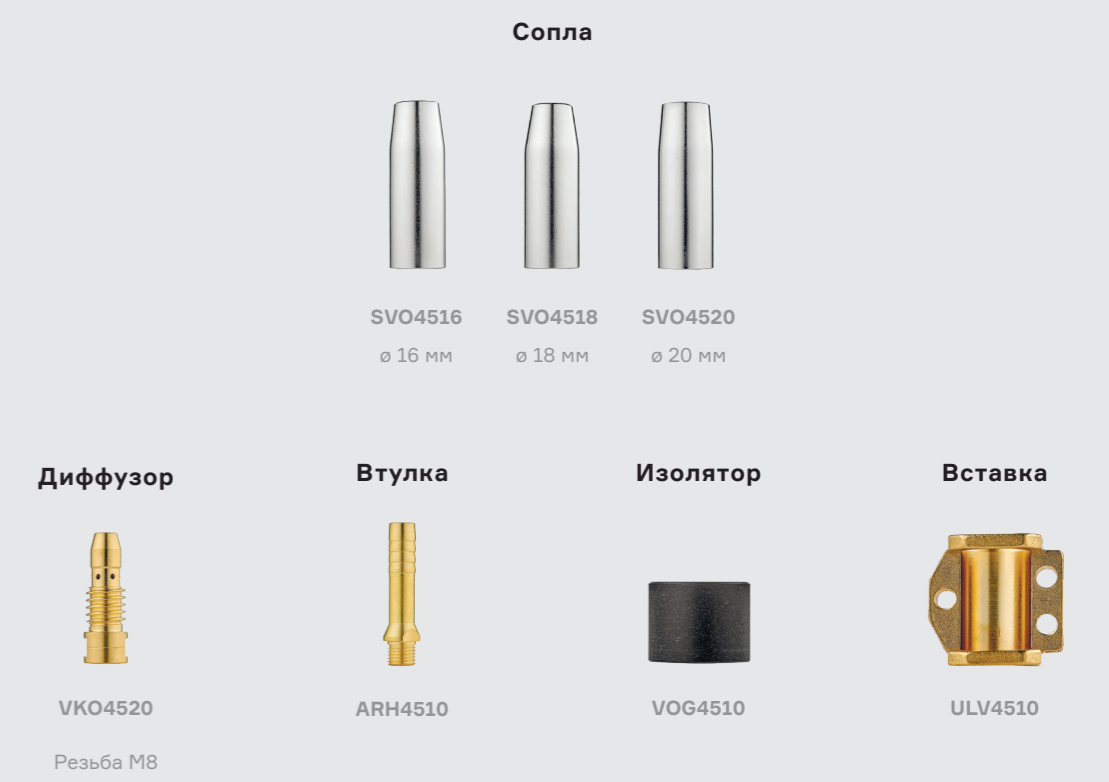 Сопла
SVO4516 SVO4518 SVO4520
ø 16 мм ø 18 мм ø 20 мм
Диффузор Втулка Изолятор Вставка
VKO4520 ARH4510 VOG4510 ULV4510
Резьба М8